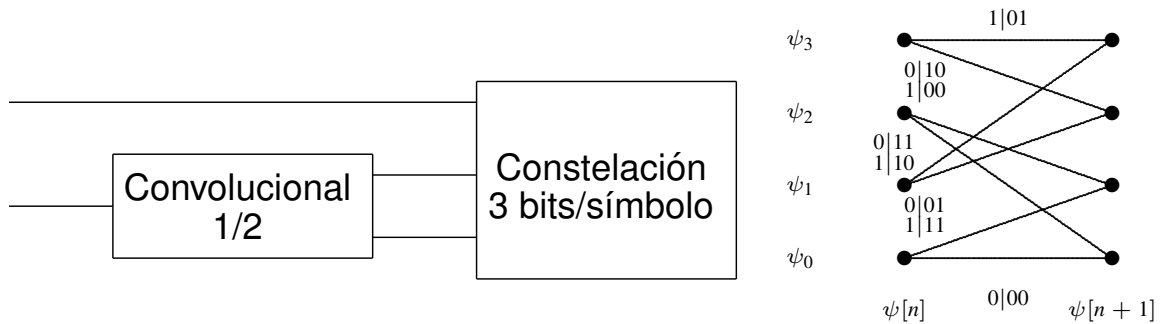 Convolucional
1/2
Constelación
3 bits/símbolo
1|01
ψ3
0|10
1|00
ψ2
0|11
1|10
ψ1
0|01
1|11
ψ0
0|00
ψ[n]
ψ[n + 1]